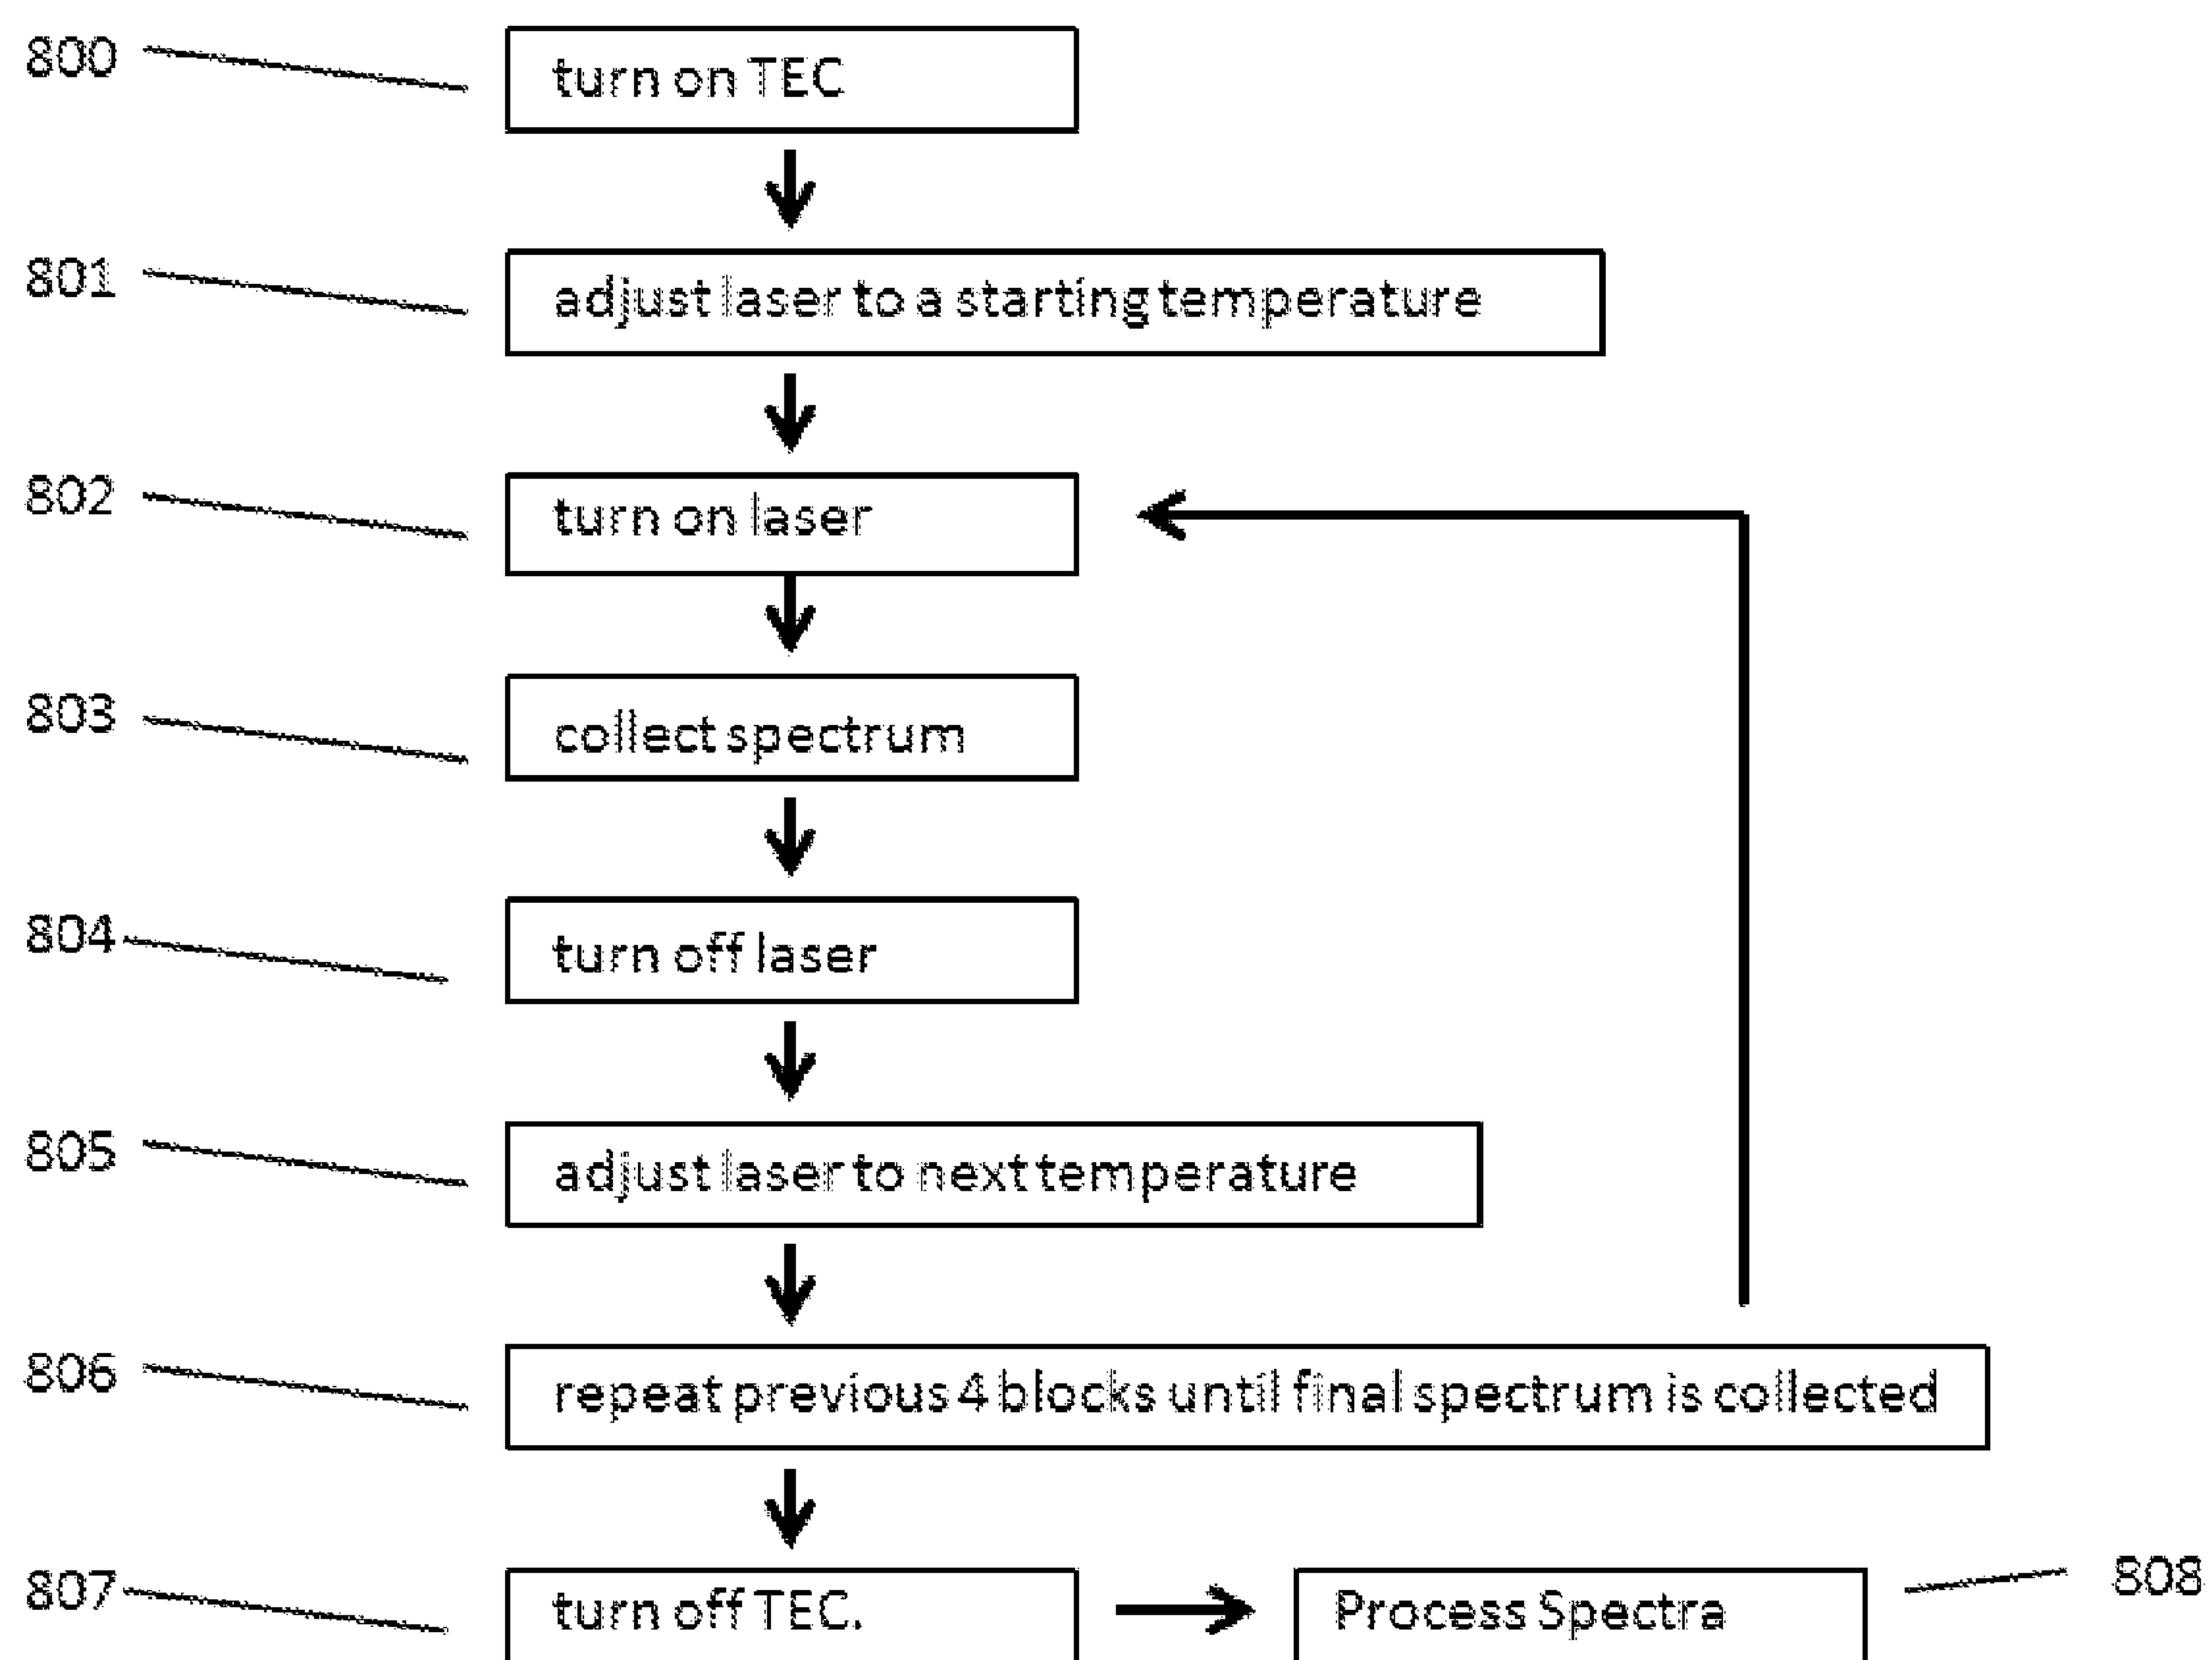 800
turn on TEC
801
adjust laser to a starting temperature
802
turn on laser
803
collect spectrum
804
turn off laser
805
adjust laser to next temperature
806
repeat previous 4 blocks until final spectrum is collected
807
turn off TEC.
Process Spectra
808